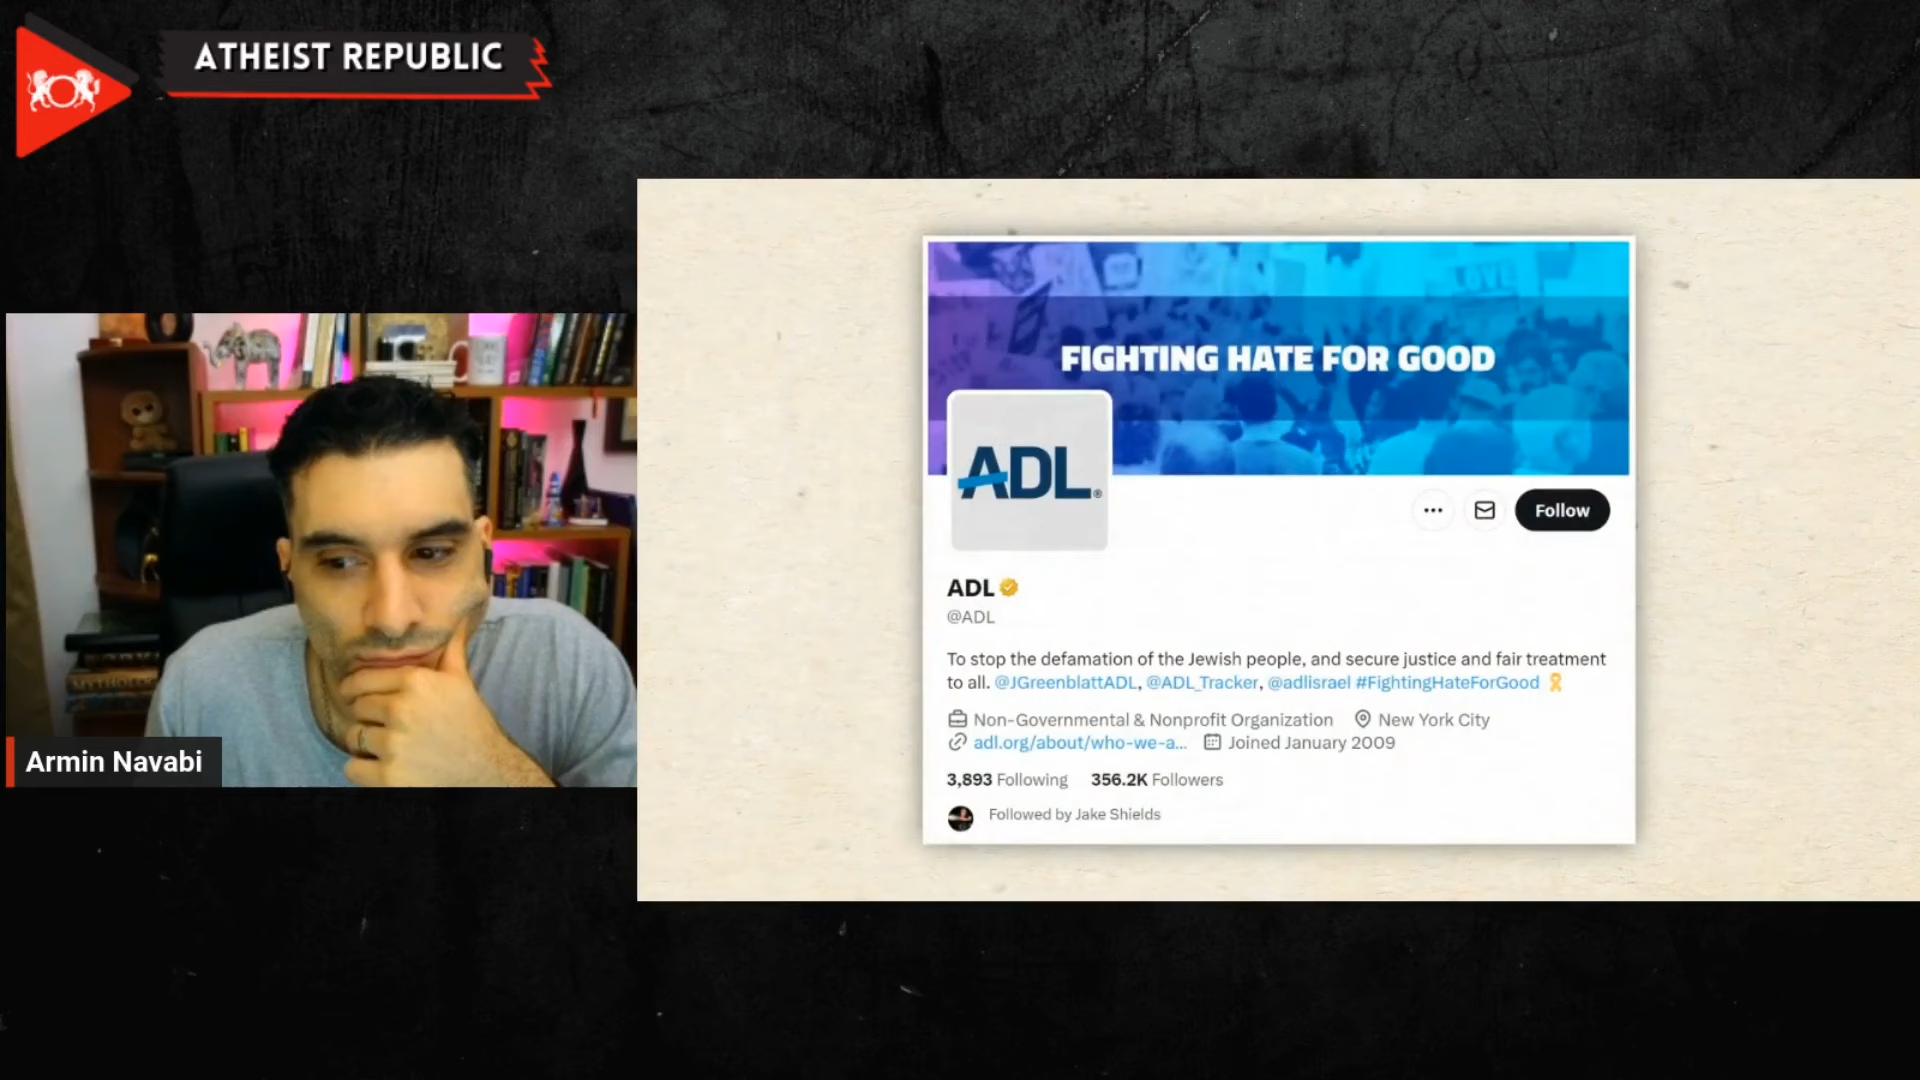 ATHEIST REPUBLIC
LOVE
FIGHTING HATE FOR GOOD
ADL®
Follow
ADL
@ADL
To stop the defamation of the Jewish people, and secure justice and fair treatment
to all. @JGreenblattADL, @ADL_Tracker, @adlisrael #FightingHateForGood
Non-Governmental & Nonprofit Organization New York City
adl.org/about/who-we-a... Joined January 2009
3,893 Following 356.2K Followers
Followed by Jake Shields
MYTHOLOGY
Armin Navabi